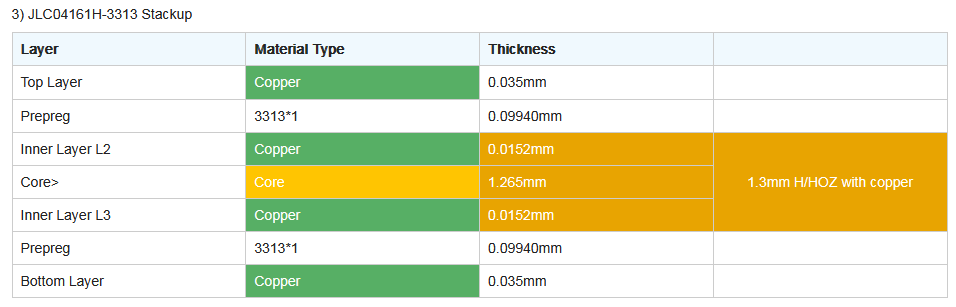 3) JLC04161H-3313 Stackup
Layer Material Type Thickness
Top Layer Copper 0.035mm
Prepreg 3313*1 0.09940mm
Inner Layer L2 Copper 0.0152mm
Core> Core 1.265mm 1.3mm H/HOZ with copper
Inner Layer L3 Copper 0.0152mm
Prepreg 3313*1 0.09940mm
Bottom Layer Copper 0.035mm